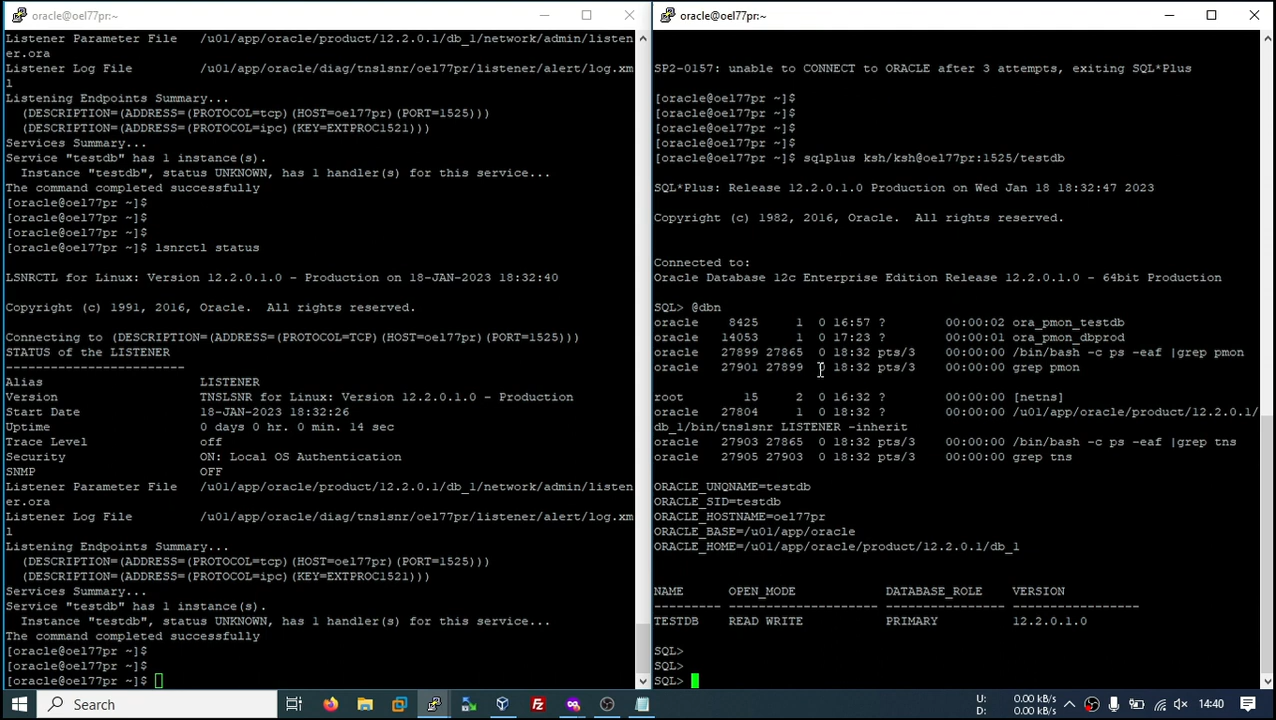 oracle@oel77pr:~
Listener Parameter File   /u01/app/oracle/product/12.2.0.1/db_1/network/admin/listen
er.ora
Listener Log File         /u01/app/oracle/diag/tnslsnr/oel77pr/listener/alert/log.xm
l
Listening Endpoints Summary...
  (DESCRIPTION=(ADDRESS=(PROTOCOL=tcp)(HOST=oel77pr)(PORT=1525)))
  (DESCRIPTION=(ADDRESS=(PROTOCOL=ipc)(KEY=EXTPROC1521)))
Services Summary...
Service "testdb" has 1 instance(s).
  Instance "testdb", status UNKNOWN, has 1 handler(s) for this service...
The command completed successfully
[oracle@oel77pr ~]$
[oracle@oel77pr ~]$
[oracle@oel77pr ~]$
[oracle@oel77pr ~]$ lsnrctl status
LSNRCTL for Linux: Version 12.2.0.1.0 - Production on 18-JAN-2023 18:32:40
Copyright (c) 1991, 2016, Oracle.  All rights reserved.
Connecting to (DESCRIPTION=(ADDRESS=(PROTOCOL=TCP)(HOST=oel77pr)(PORT=1525)))
STATUS of the LISTENER
------------------------
Alias                     LISTENER
Version                   TNSLSNR for Linux: Version 12.2.0.1.0 - Production
Start Date                18-JAN-2023 18:32:26
Uptime                    0 days 0 hr. 0 min. 14 sec
Trace Level               off
Security                  ON: Local OS Authentication
SNMP                      OFF
Listener Parameter File   /u01/app/oracle/product/12.2.0.1/db_1/network/admin/listen
er.ora
Listener Log File         /u01/app/oracle/diag/tnslsnr/oel77pr/listener/alert/log.xm
l
Listening Endpoints Summary...
  (DESCRIPTION=(ADDRESS=(PROTOCOL=tcp)(HOST=oel77pr)(PORT=1525)))
  (DESCRIPTION=(ADDRESS=(PROTOCOL=ipc)(KEY=EXTPROC1521)))
Services Summary...
Service "testdb" has 1 instance(s).
  Instance "testdb", status UNKNOWN, has 1 handler(s) for this service...
The command completed successfully
[oracle@oel77pr ~]$
[oracle@oel77pr ~]$
[oracle@oel77pr ~]$
oracle@oel77pr:~
SP2-0157: unable to CONNECT to ORACLE after 3 attempts, exiting SQL*Plus
[oracle@oel77pr ~]$
[oracle@oel77pr ~]$
[oracle@oel77pr ~]$
[oracle@oel77pr ~]$
[oracle@oel77pr ~]$ sqlplus ksh/ksh@oel77pr:1525/testdb
SQL*Plus: Release 12.2.0.1.0 Production on Wed Jan 18 18:32:47 2023
Copyright (c) 1982, 2016, Oracle.  All rights reserved.
Connected to:
Oracle Database 12c Enterprise Edition Release 12.2.0.1.0 - 64bit Production
SQL> @dbn
oracle    8425     1  0 16:57 ?        00:00:02 ora_pmon_testdb
oracle   14053     1  0 17:23 ?        00:00:01 ora_pmon_dbprod
oracle   27899 27865  0 18:32 pts/3    00:00:00 /bin/bash -c ps -eaf |grep pmon
oracle   27901 27899  0 18:32 pts/3    00:00:00 grep pmon
root        15     2  0 16:32 ?        00:00:00 [netns]
oracle   27804     1  0 18:32 ?        00:00:00 /u01/app/oracle/product/12.2.0.1/
db_1/bin/tnslsnr LISTENER -inherit
oracle   27903 27865  0 18:32 pts/3    00:00:00 /bin/bash -c ps -eaf |grep tns
oracle   27905 27903  0 18:32 pts/3    00:00:00 grep tns
ORACLE_UNQNAME=testdb
ORACLE_SID=testdb
ORACLE_HOSTNAME=oel77pr
ORACLE_BASE=/u01/app/oracle
ORACLE_HOME=/u01/app/oracle/product/12.2.0.1/db_1
NAME      OPEN_MODE            DATABASE_ROLE    VERSION
--------- -------------------- ---------------- -----------------
TESTDB    READ WRITE           PRIMARY          12.2.0.1.0
SQL>
SQL>
SQL>
Search
U: 0.00 kB/s
D: 0.00 kB/s
14:40